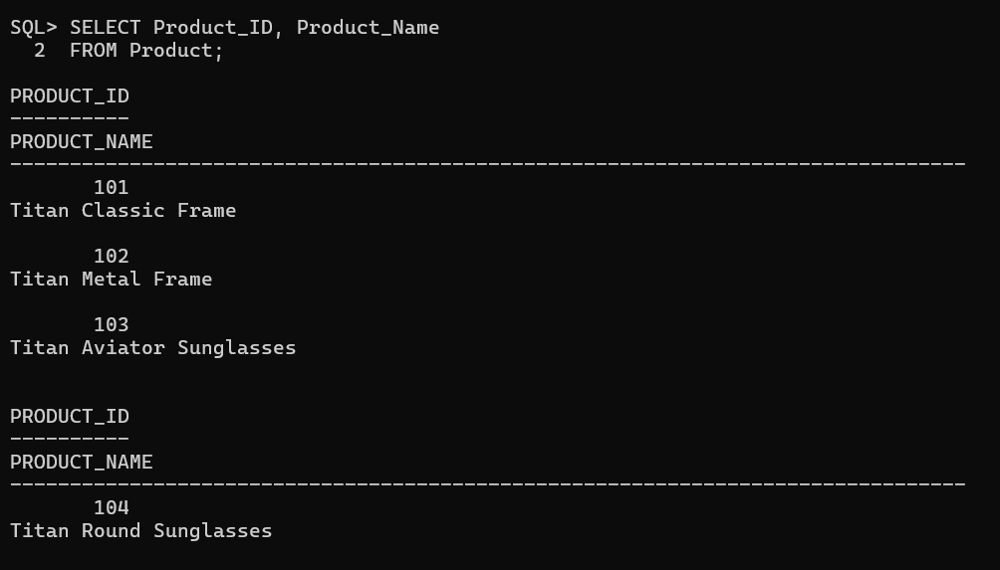 SQL> SELECT Product_ID, Product_Name
  2  FROM Product;
PRODUCT_ID
----------
PRODUCT_NAME
--------------------------------------------------------------------------------
       101
Titan Classic Frame
       102
Titan Metal Frame
       103
Titan Aviator Sunglasses
PRODUCT_ID
----------
PRODUCT_NAME
--------------------------------------------------------------------------------
       104
Titan Round Sunglasses